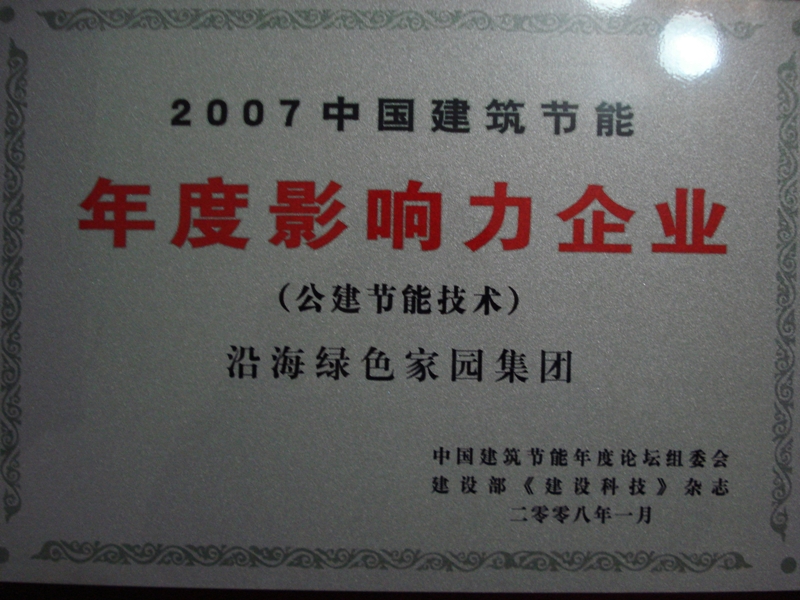 2007中国建筑节能
年度影响力企业
（公建节能技术）
沿海绿色家园集团
中国建筑节能年度论坛组委会
建设部《建设科技》杂志
二零零八年一月